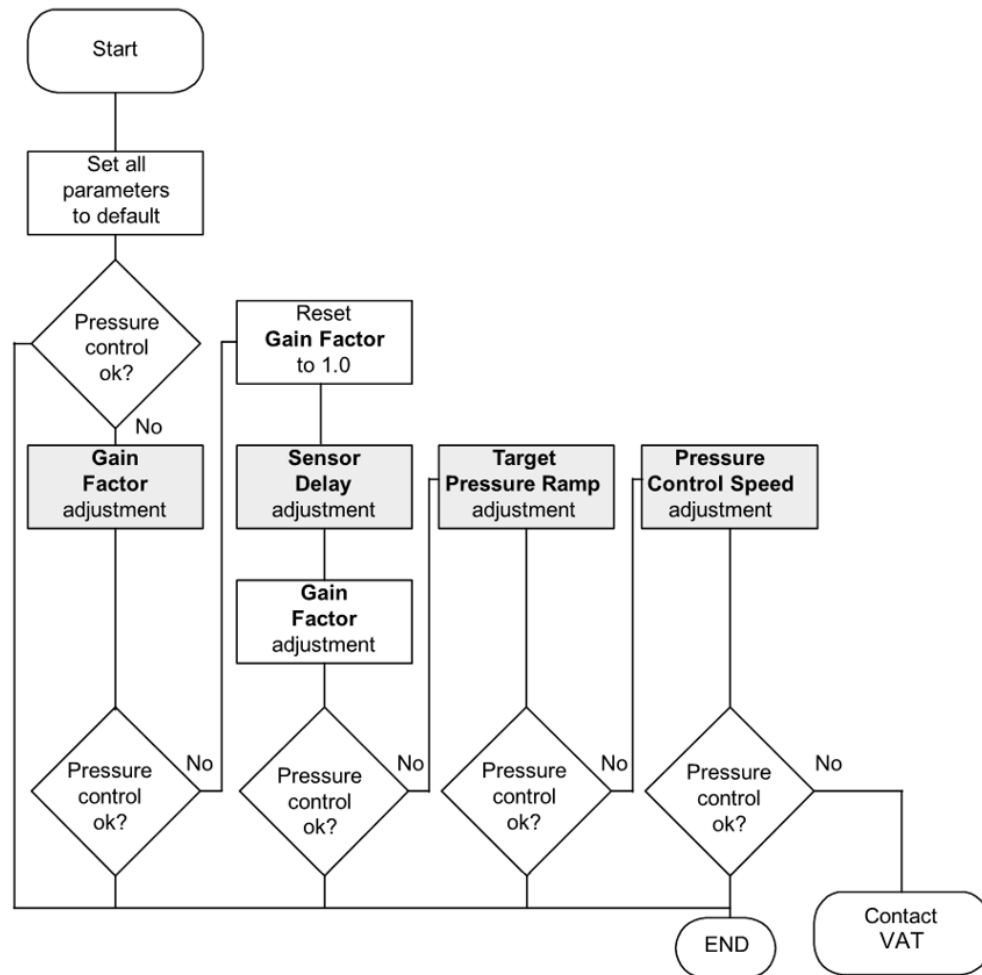 Start
Set all
parameters
to default
Pressure
control
ok?
No
Gain
Factor
adjustment
Pressure
control
ok?
No
Reset
Gain Factor
to 1.0
Sensor
Delay
adjustment
Gain
Factor
adjustment
Pressure
control
ok?
No
Target
Pressure Ramp
adjustment
Pressure
control
ok?
No
Pressure
Control Speed
adjustment
Pressure
control
ok?
No
END
Contact
VAT